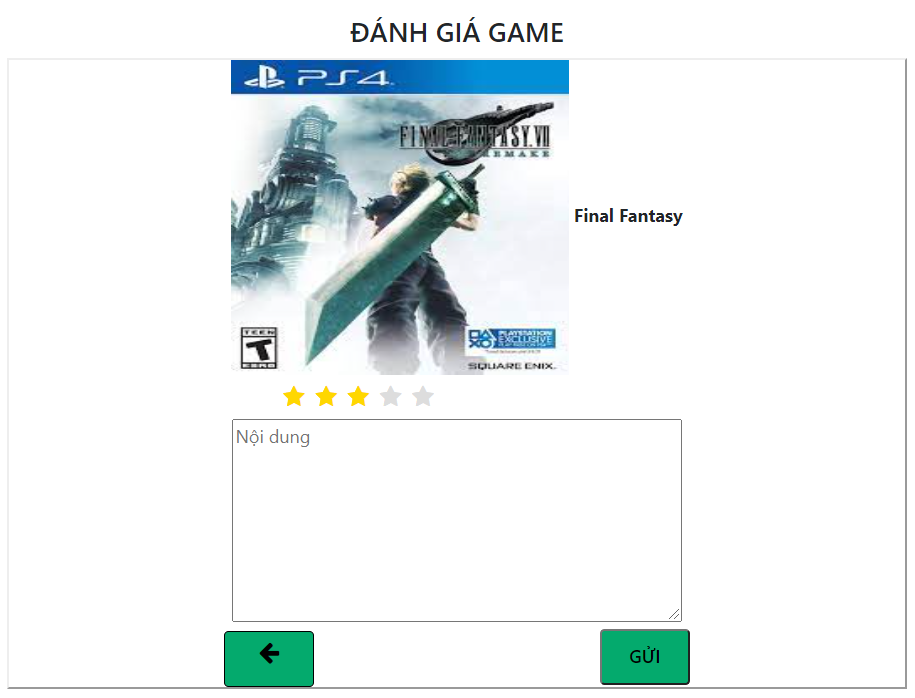 ĐÁNH GIÁ GAME
PS4
FINAL FANTASY VII
REMAKE
Final Fantasy
TEEN
T
ESRB
PLAYSTATION
EXCLUSIVE
SQUARE ENIX
Nội dung
GỬI